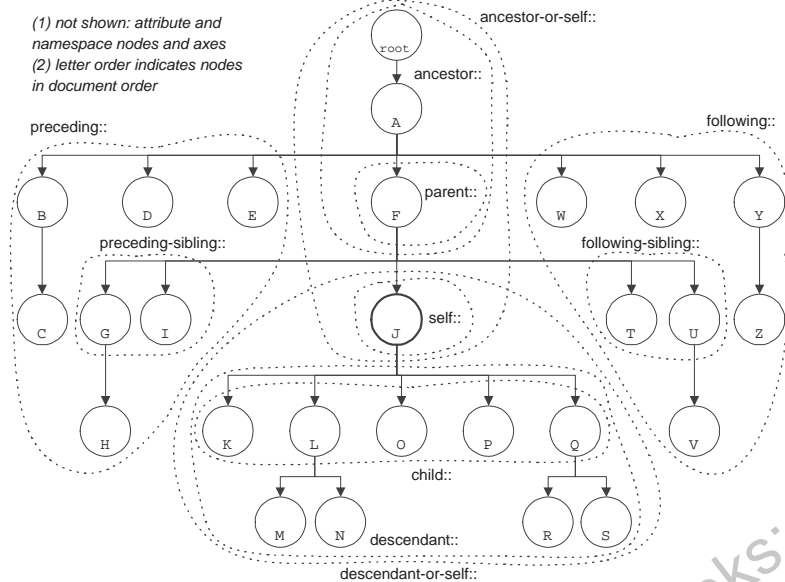 (1) not shown: attribute and
namespace nodes and axes
(2) letter order indicates nodes
in document order
ancestor-or-self::
root
ancestor::
A
preceding::
following::
B
D
E
F
parent::
W
X
Y
preceding-sibling::
following-sibling::
C
G
I
J
self::
T
U
Z
H
K
L
O
P
Q
V
child::
M
N
descendant::
R
S
descendant-or-self::